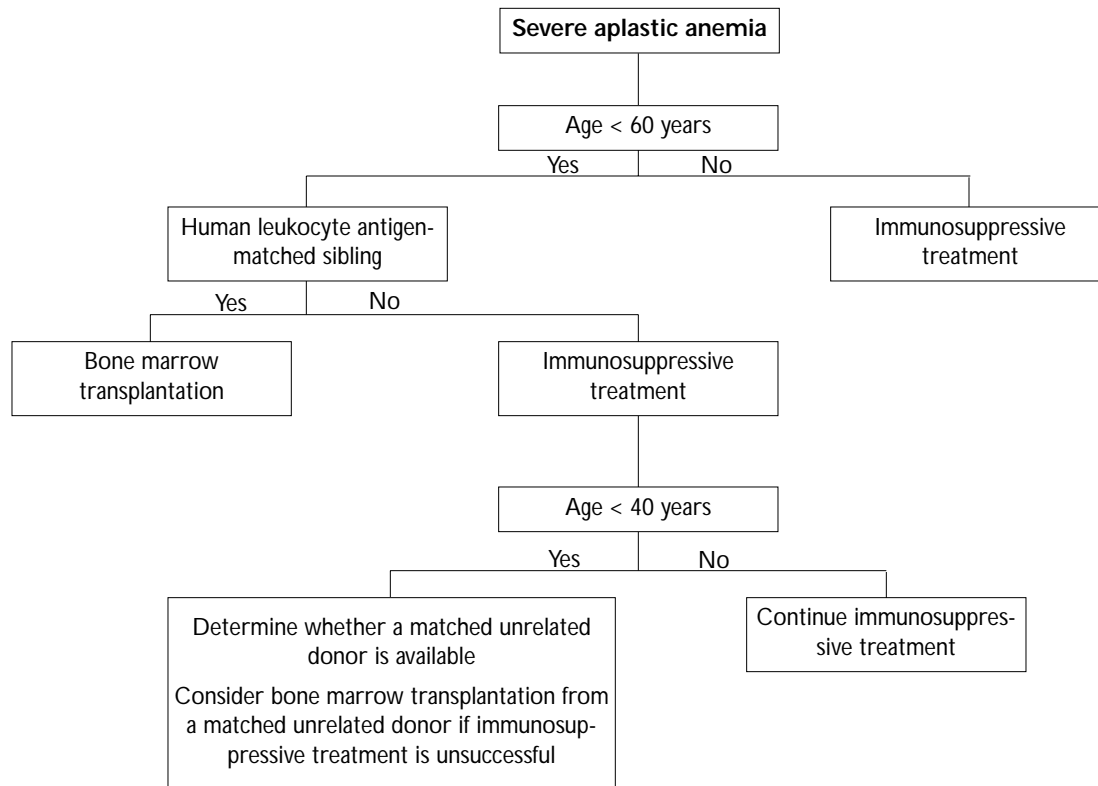 Severe aplastic anemia
Age < 60 years
Yes
No
Human leukocyte antigen-
matched sibling
Immunosuppressive
treatment
Yes
No
Bone marrow
transplantation
Immunosuppressive
treatment
Age < 40 years
Yes
No
Determine whether a matched unrelated
donor is available
Consider bone marrow transplantation from
a matched unrelated donor if immunosup-
pressive treatment is unsuccessful
Continue immunosuppres-
sive treatment